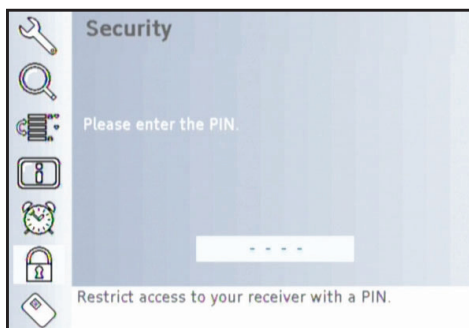 Security
Please enter the PIN.
- - - -
Restrict access to your receiver with a PIN.